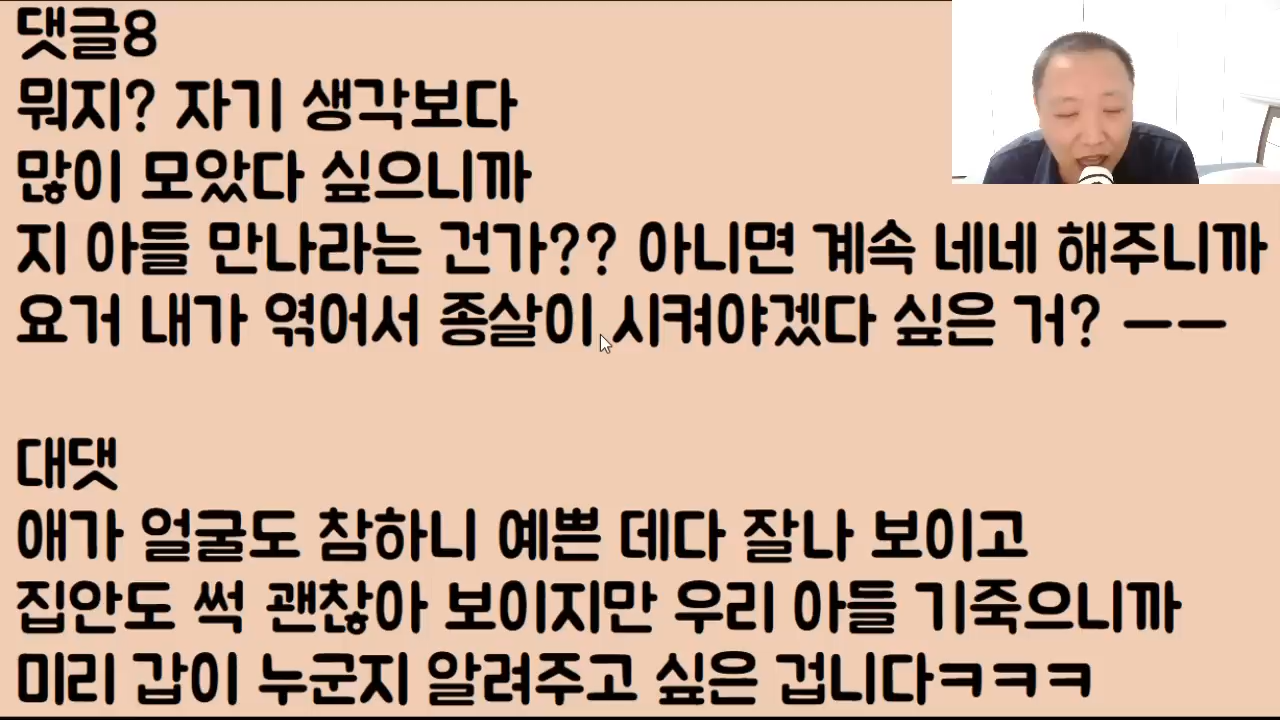 댓글8
뭐지? 자기 생각보다
많이 모았다 싶으니까
지 아들 만나라는 건가?? 아니면 계속 네네 해주니까
요거 내가 엮어서 종살이 시켜야겠다 싶은 거? ㅡㅡ
대댓
애가 얼굴도 참하니 예쁜 데다 잘나 보이고
집안도 썩 괜찮아 보이지만 우리 아들 기죽으니까
미리 갑이 누군지 알려주고 싶은 겁니다ㅋㅋㅋ